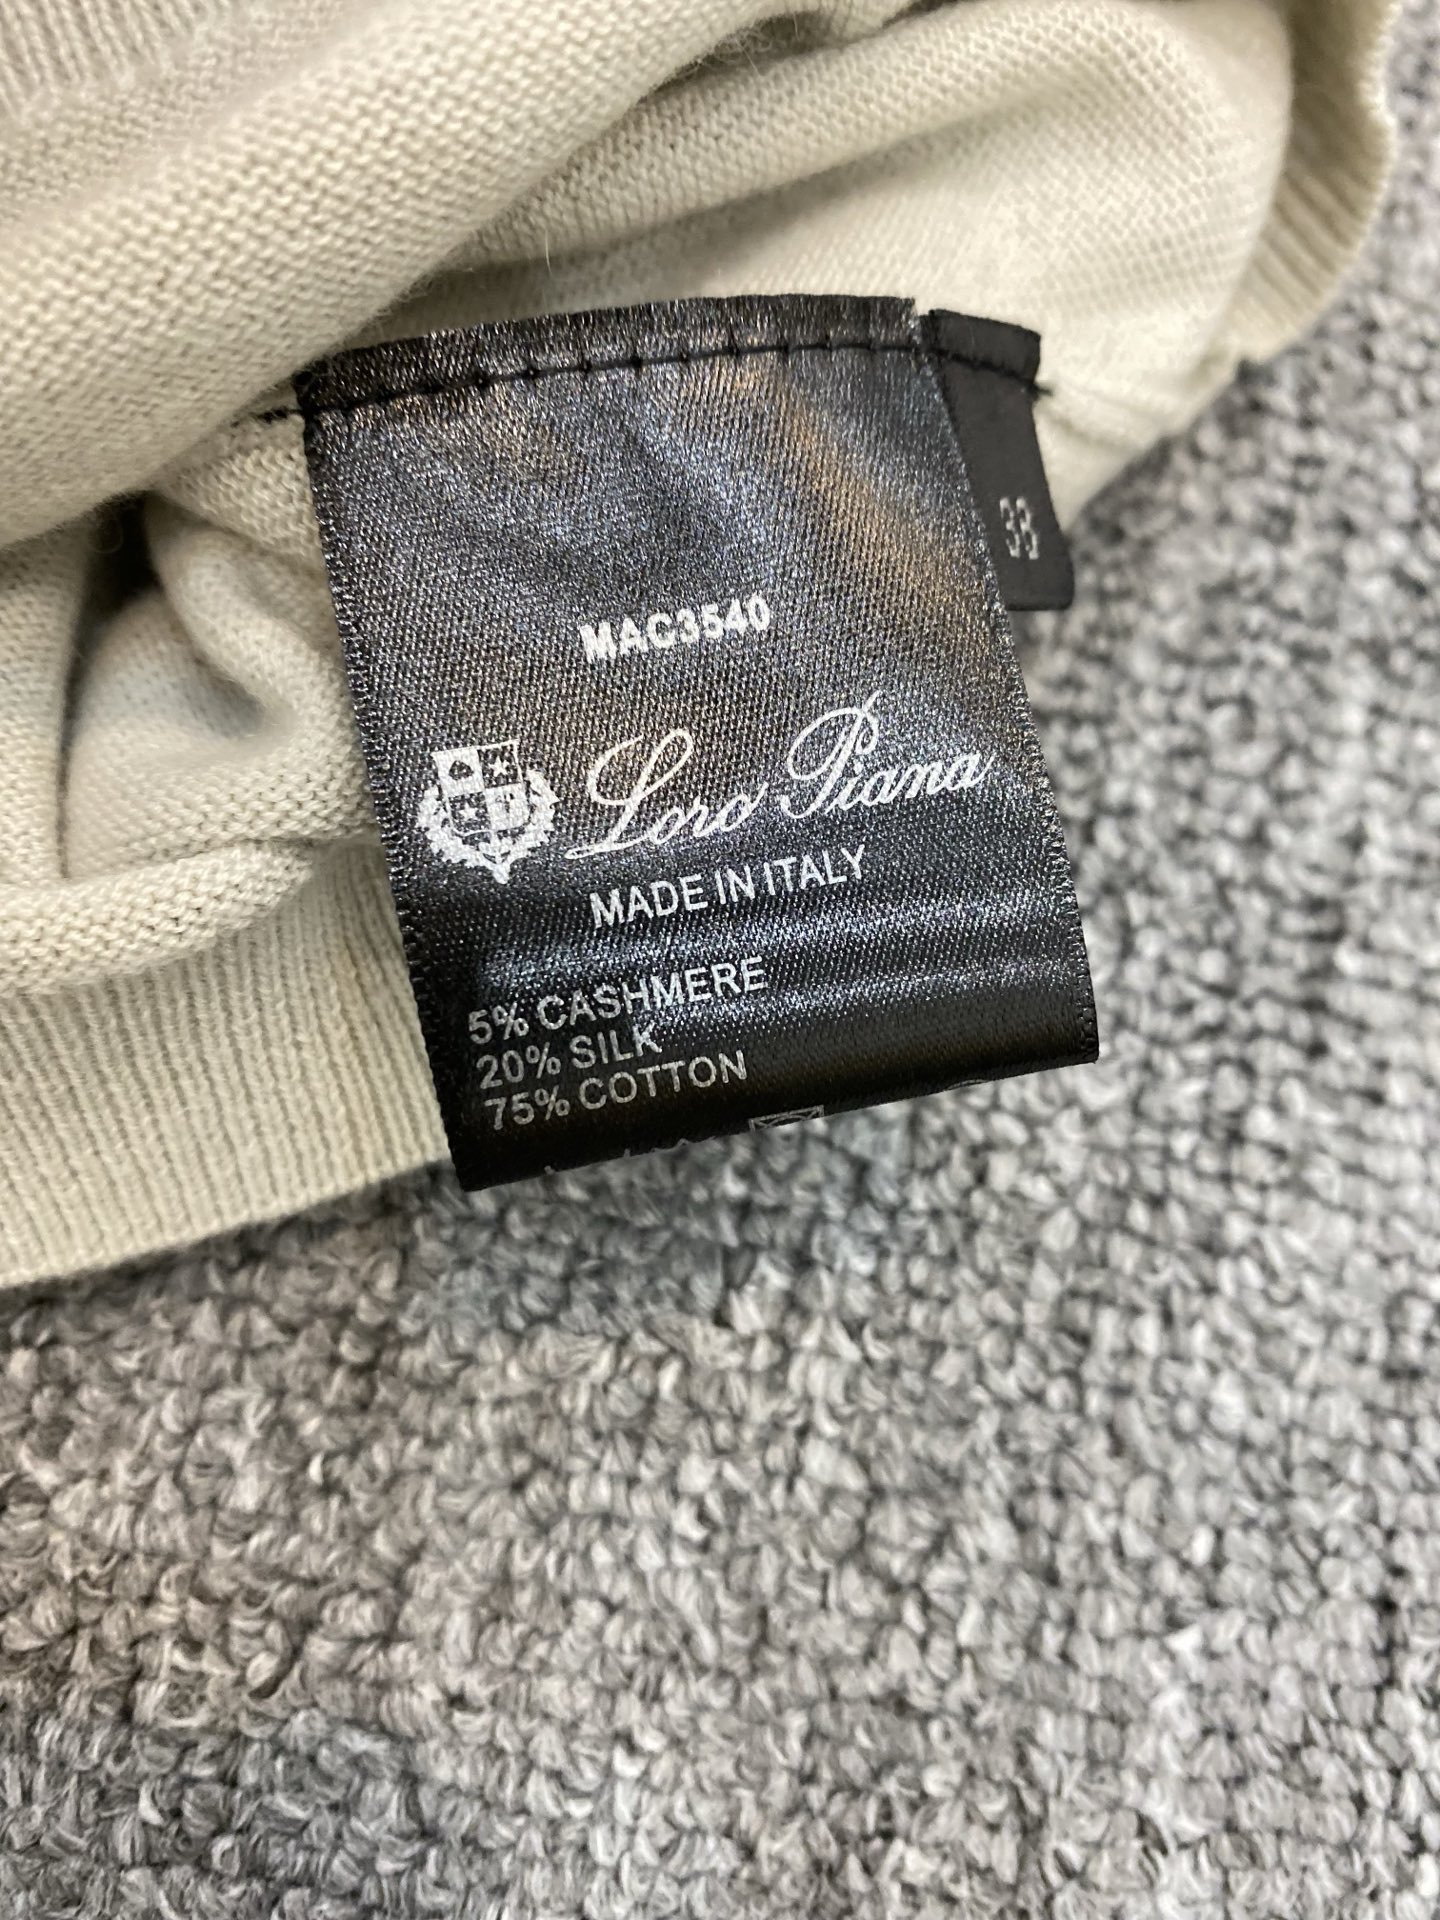 MAC3540
Loro Piana
MADE IN ITALY
5% CASHMERE
20% SILK
75% COTTON
38